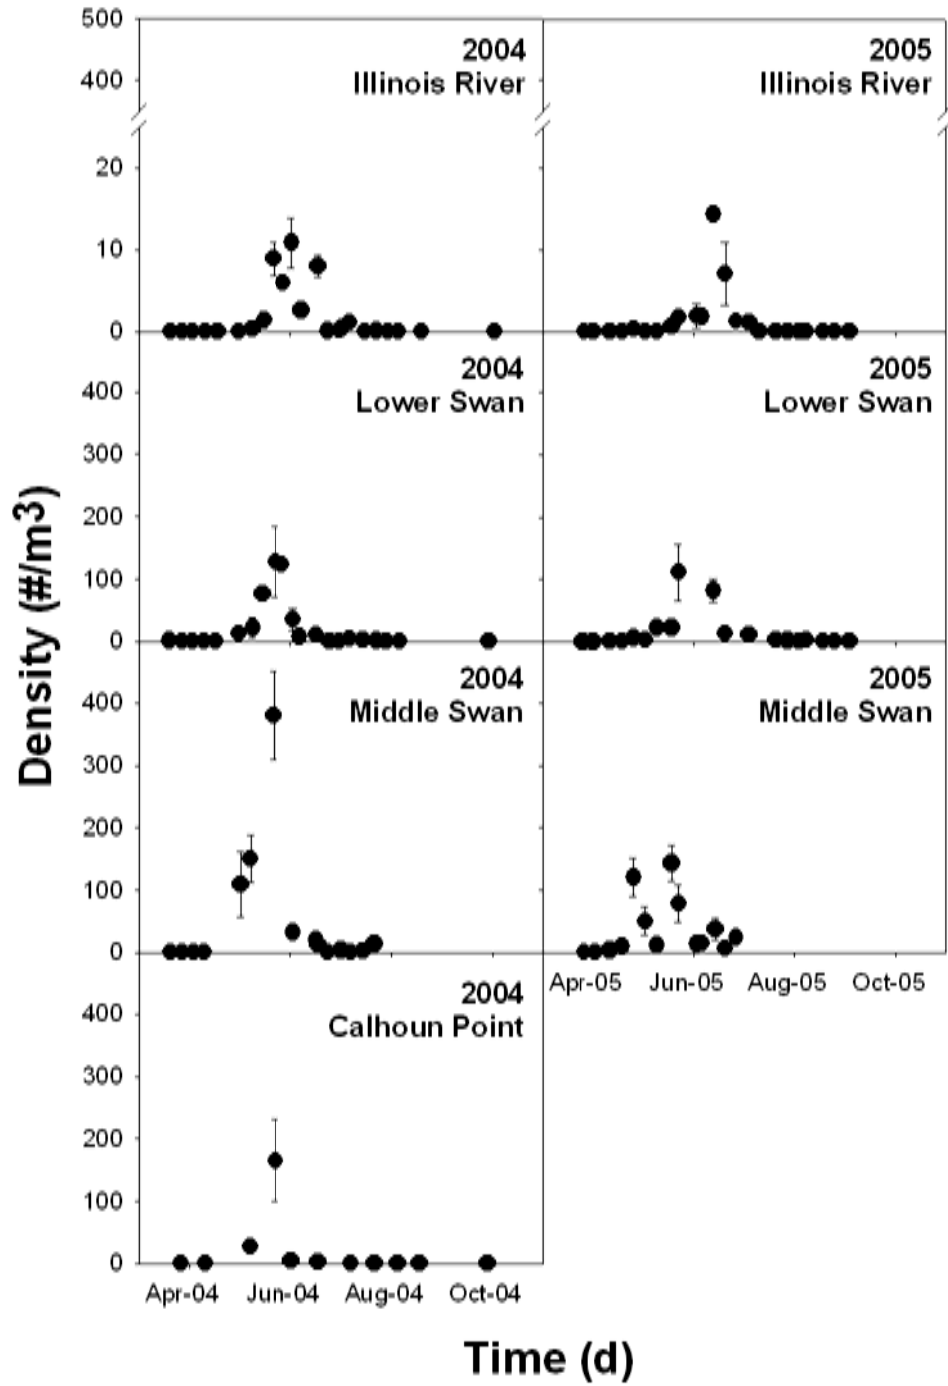 500
400
20
10
0
2004
Illinois River
2005
Illinois River
400
300
200
100
0
2004
Lower Swan
2005
Lower Swan
400
300
200
100
0
2004
Middle Swan
2005
Middle Swan
Apr-05 Jun-05 Aug-05 Oct-05
400
300
200
100
0
2004
Calhoun Point
Apr-04 Jun-04 Aug-04 Oct-04
Density (#/m3)
Time (d)